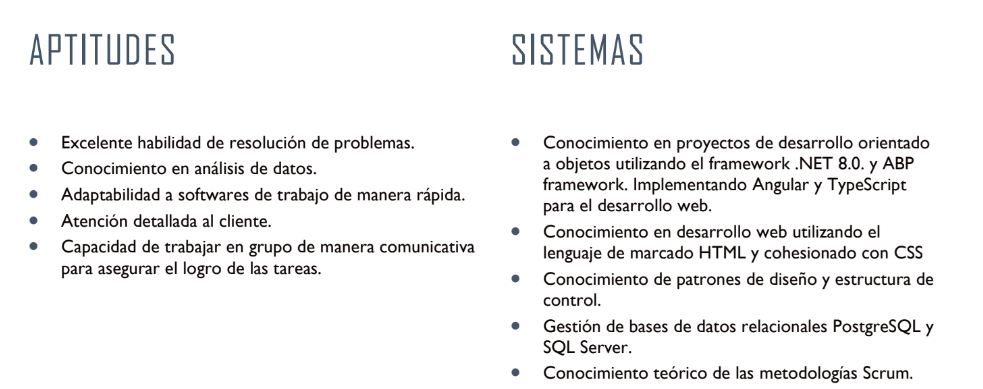 APTITUDES
• Excelente habilidad de resolución de problemas.
• Conocimiento en análisis de datos.
• Adaptabilidad a softwares de trabajo de manera rápida.
• Atención detallada al cliente.
• Capacidad de trabajar en grupo de manera comunicativa
para asegurar el logro de las tareas.
SISTEMAS
• Conocimiento en proyectos de desarrollo orientado
a objetos utilizando el framework .NET 8.0. y ABP
framework. Implementando Angular y TypeScript
para el desarrollo web.
• Conocimiento en desarrollo web utilizando el
lenguaje de marcado HTML y cohesionado con CSS
• Conocimiento de patrones de diseño y estructura de
control.
• Gestión de bases de datos relacionales PostgreSQL y
SQL Server.
• Conocimiento teórico de las metodologías Scrum.